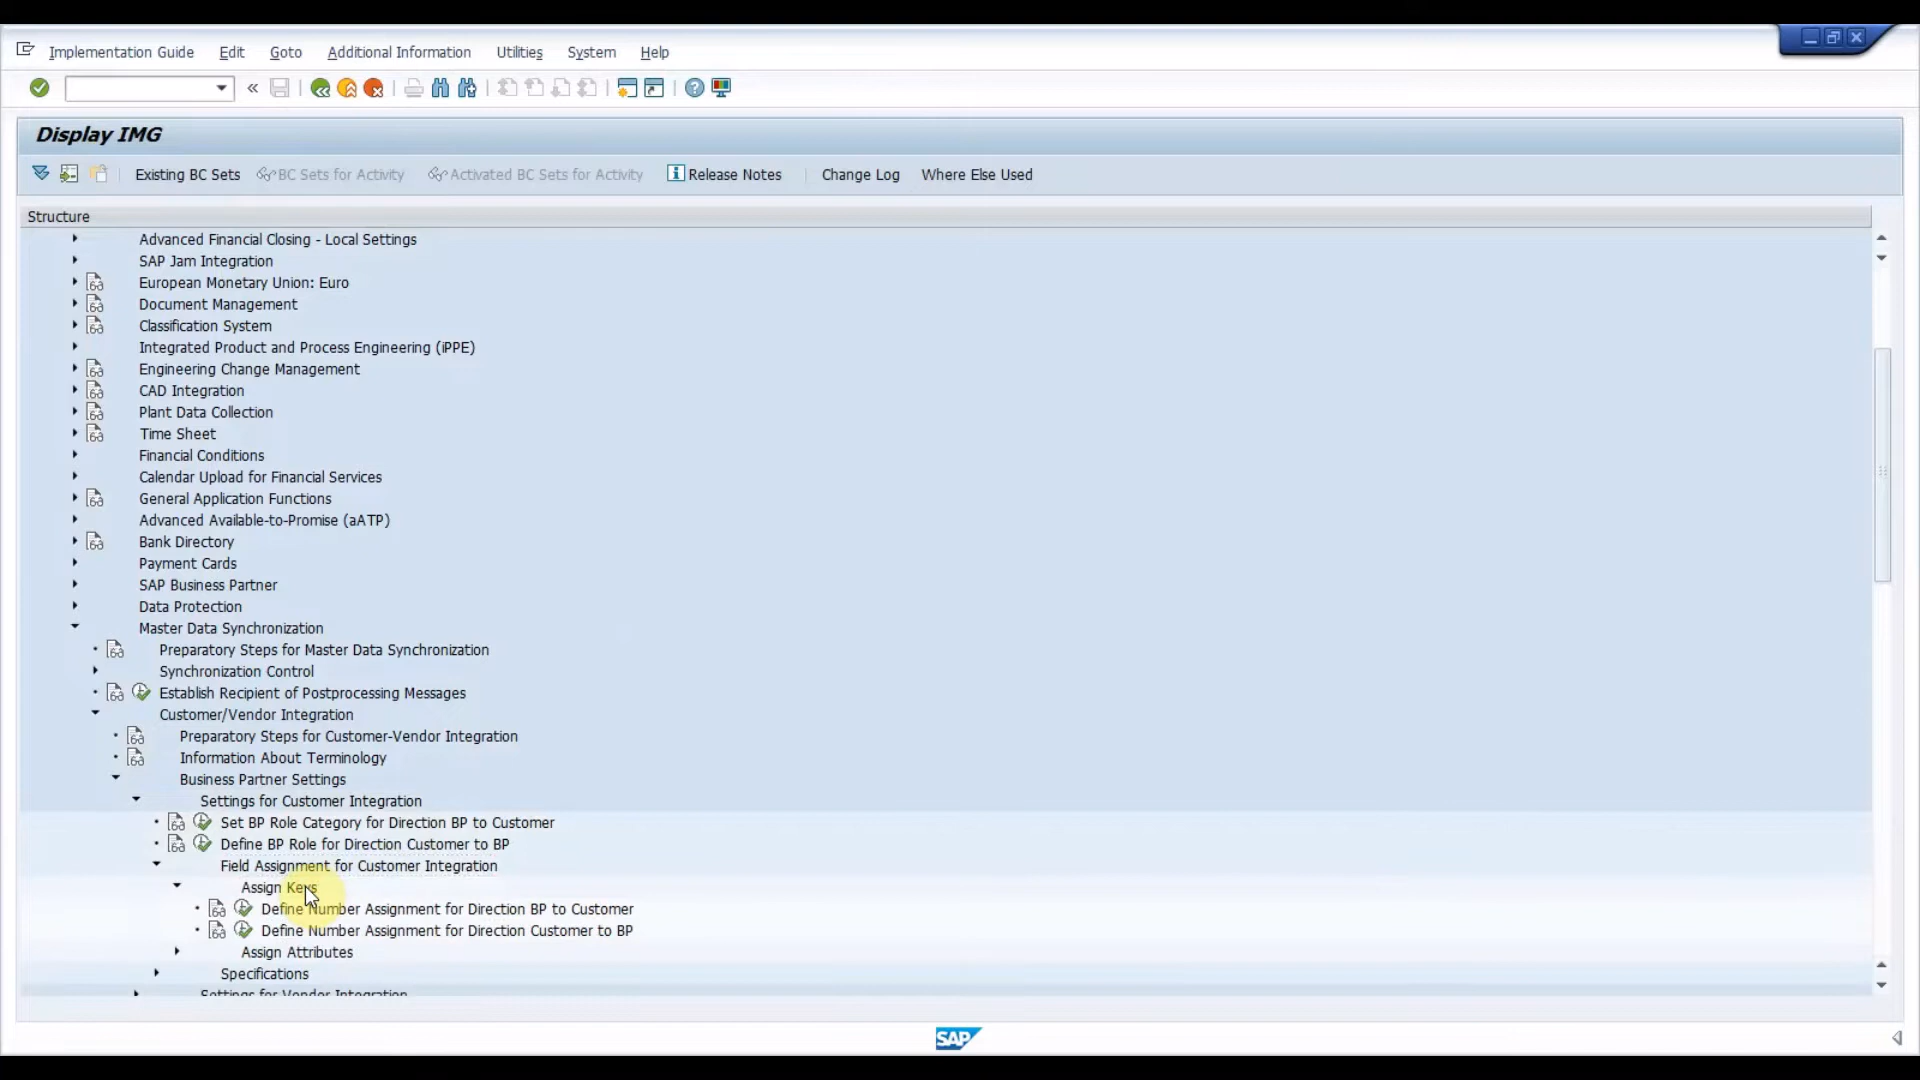 Implementation Guide Edit Goto Additional Information Utilities System Help
Display IMG
Existing BC Sets BC Sets for Activity Activated BC Sets for Activity Release Notes Change Log Where Else Used
Structure
Advanced Financial Closing - Local Settings
SAP Jam Integration
European Monetary Union: Euro
Document Management
Classification System
Integrated Product and Process Engineering (iPPE)
Engineering Change Management
CAD Integration
Plant Data Collection
Time Sheet
Financial Conditions
Calendar Upload for Financial Services
General Application Functions
Advanced Available-to-Promise (aATP)
Bank Directory
Payment Cards
SAP Business Partner
Data Protection
Master Data Synchronization
Preparatory Steps for Master Data Synchronization
Synchronization Control
Establish Recipient of Postprocessing Messages
Customer/Vendor Integration
Preparatory Steps for Customer-Vendor Integration
Information About Terminology
Business Partner Settings
Settings for Customer Integration
Set BP Role Category for Direction BP to Customer
Define BP Role for Direction Customer to BP
Field Assignment for Customer Integration
Assign Keys
Define Number Assignment for Direction BP to Customer
Define Number Assignment for Direction Customer to BP
Assign Attributes
Specifications
Settings for Vendor Integration
SAP